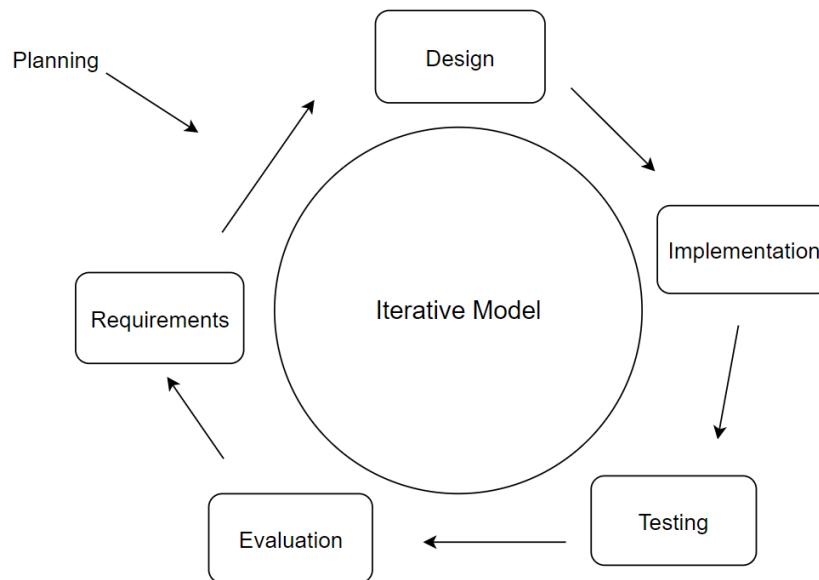 Planning
Design
Implementation
Iterative Model
Requirements
Testing
Evaluation